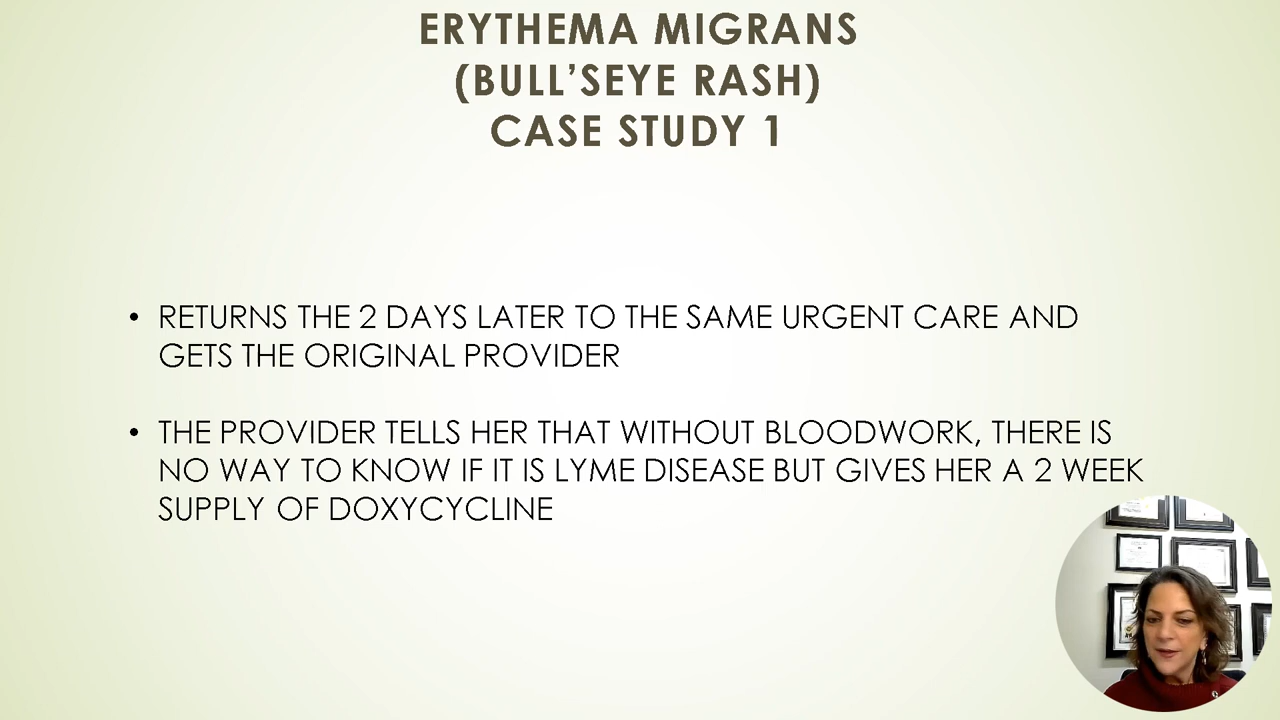 ERYTHEMA MIGRANS
(BULL’SEYE RASH)
CASE STUDY 1
• RETURNS THE 2 DAYS LATER TO THE SAME URGENT CARE AND
GETS THE ORIGINAL PROVIDER
• THE PROVIDER TELLS HER THAT WITHOUT BLOODWORK, THERE IS
NO WAY TO KNOW IF IT IS LYME DISEASE BUT GIVES HER A 2 WEEK
SUPPLY OF DOXYCYCLINE